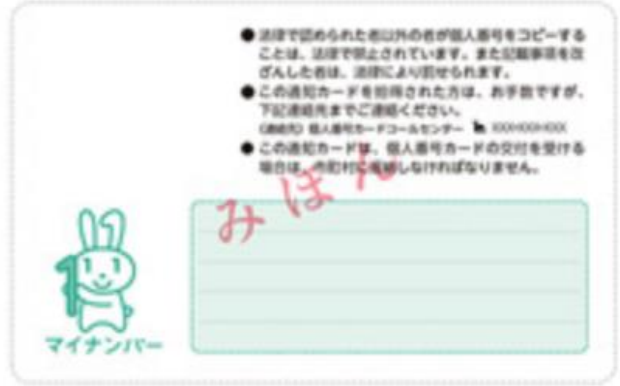 ●法律で認められた者以外の者が個人番号をコピーする
ことは、法律で禁止されています。また記載事項を改
ざんした者は、法律により罰せられます。
●この通知カードを拾得された方は、お手数ですが、
下記連絡先までご連絡ください。
(連絡先) 個人番号カードコールセンター
●この通知カードは、個人番号カードの交付を受ける
場合は、市町村に返納しなければなりません。
みほん
マイナンバー